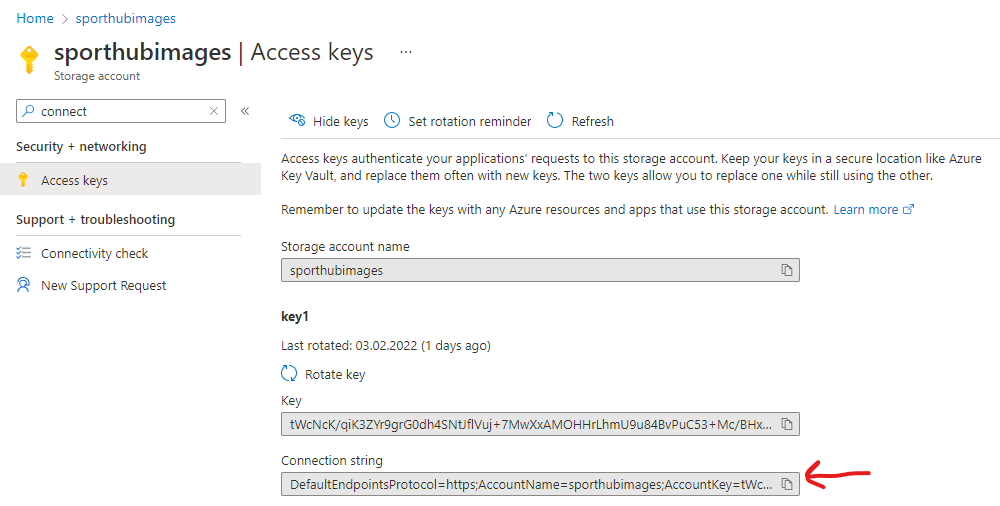 Home > sporthubimages
sporthubimages | Access keys ...
Storage account
connect
«
Hide keys Set rotation reminder Refresh
Security + networking
Access keys
Support + troubleshooting
Connectivity check
New Support Request
Access keys authenticate your applications' requests to this storage account. Keep your keys in a secure location like Azure
Key Vault, and replace them often with new keys. The two keys allow you to replace one while still using the other.
Remember to update the keys with any Azure resources and apps that use this storage account. Learn more
Storage account name
sporthubimages
key1
Last rotated: 03.02.2022 (1 days ago)
Rotate key
Key
tWcNcK/qiK3ZYr9grG0dh4SNtJflVuj+7MwXxAMOHHrLhmU9u84BvPuC53+Mc/BHx...
Connection string
DefaultEndpointsProtocol=https;AccountName=sporthubimages;AccountKey=tWc...